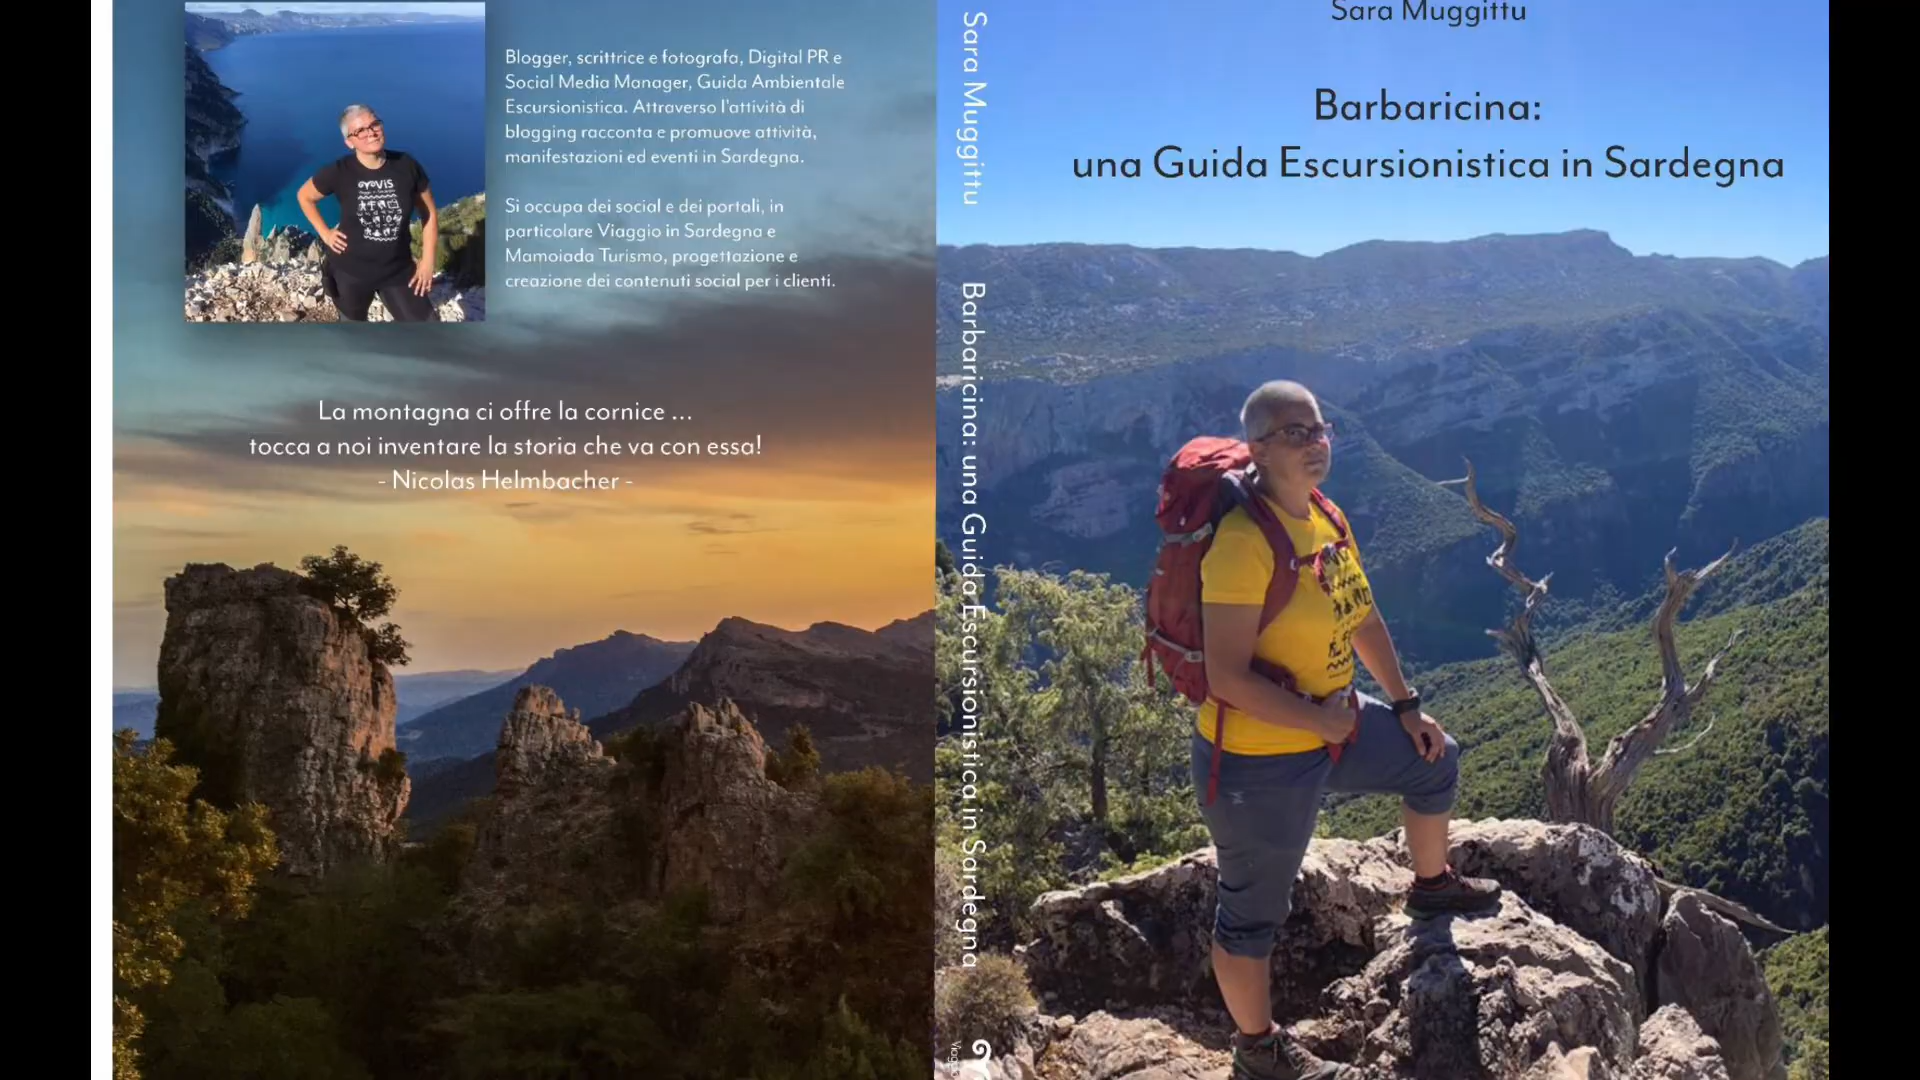 Blogger, scrittrice e fotografa, Digital PR e
Social Media Manager, Guida Ambientale
Escursionistica. Attraverso l'attività di
blogging racconta e promuove attività,
manifestazioni ed eventi in Sardegna.
Si occupa dei social e dei portali, in
particolare Viaggio in Sardegna e
Mamoiada Turismo, progettazione e
creazione dei contenuti social per i clienti.
La montagna ci offre la cornice ...
tocca a noi inventare la storia che va con essa!
- Nicolas Helmbacher -
Sara Muggittu
Barbaricina: una Guida Escursionistica in Sardegna
Sara Muggittu
Barbaricina:
una Guida Escursionistica in Sardegna